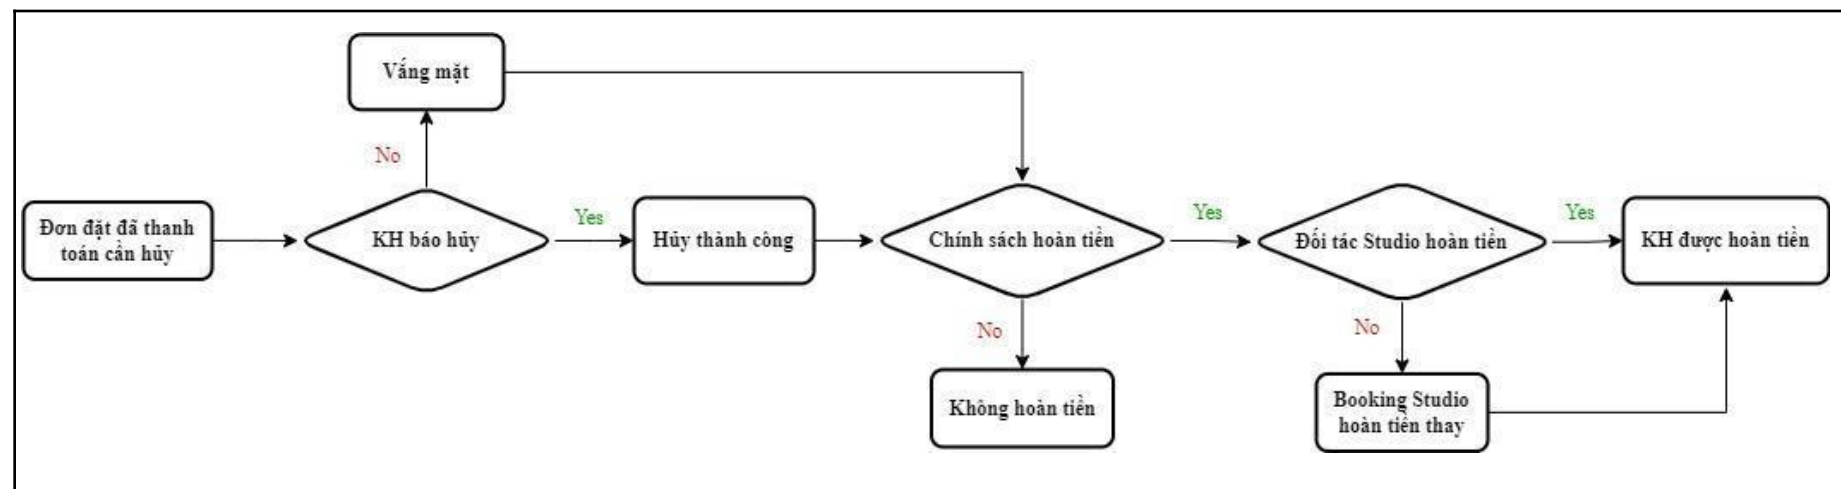 Vắng mặt
No
Đơn đặt đã thanh
toán cần hủy
KH báo hủy
Yes
Hủy thành công
Chính sách hoàn tiền
Yes
Đối tác Studio hoàn tiền
Yes
KH được hoàn tiền
No
Không hoàn tiền
No
Booking Studio
hoàn tiền thay